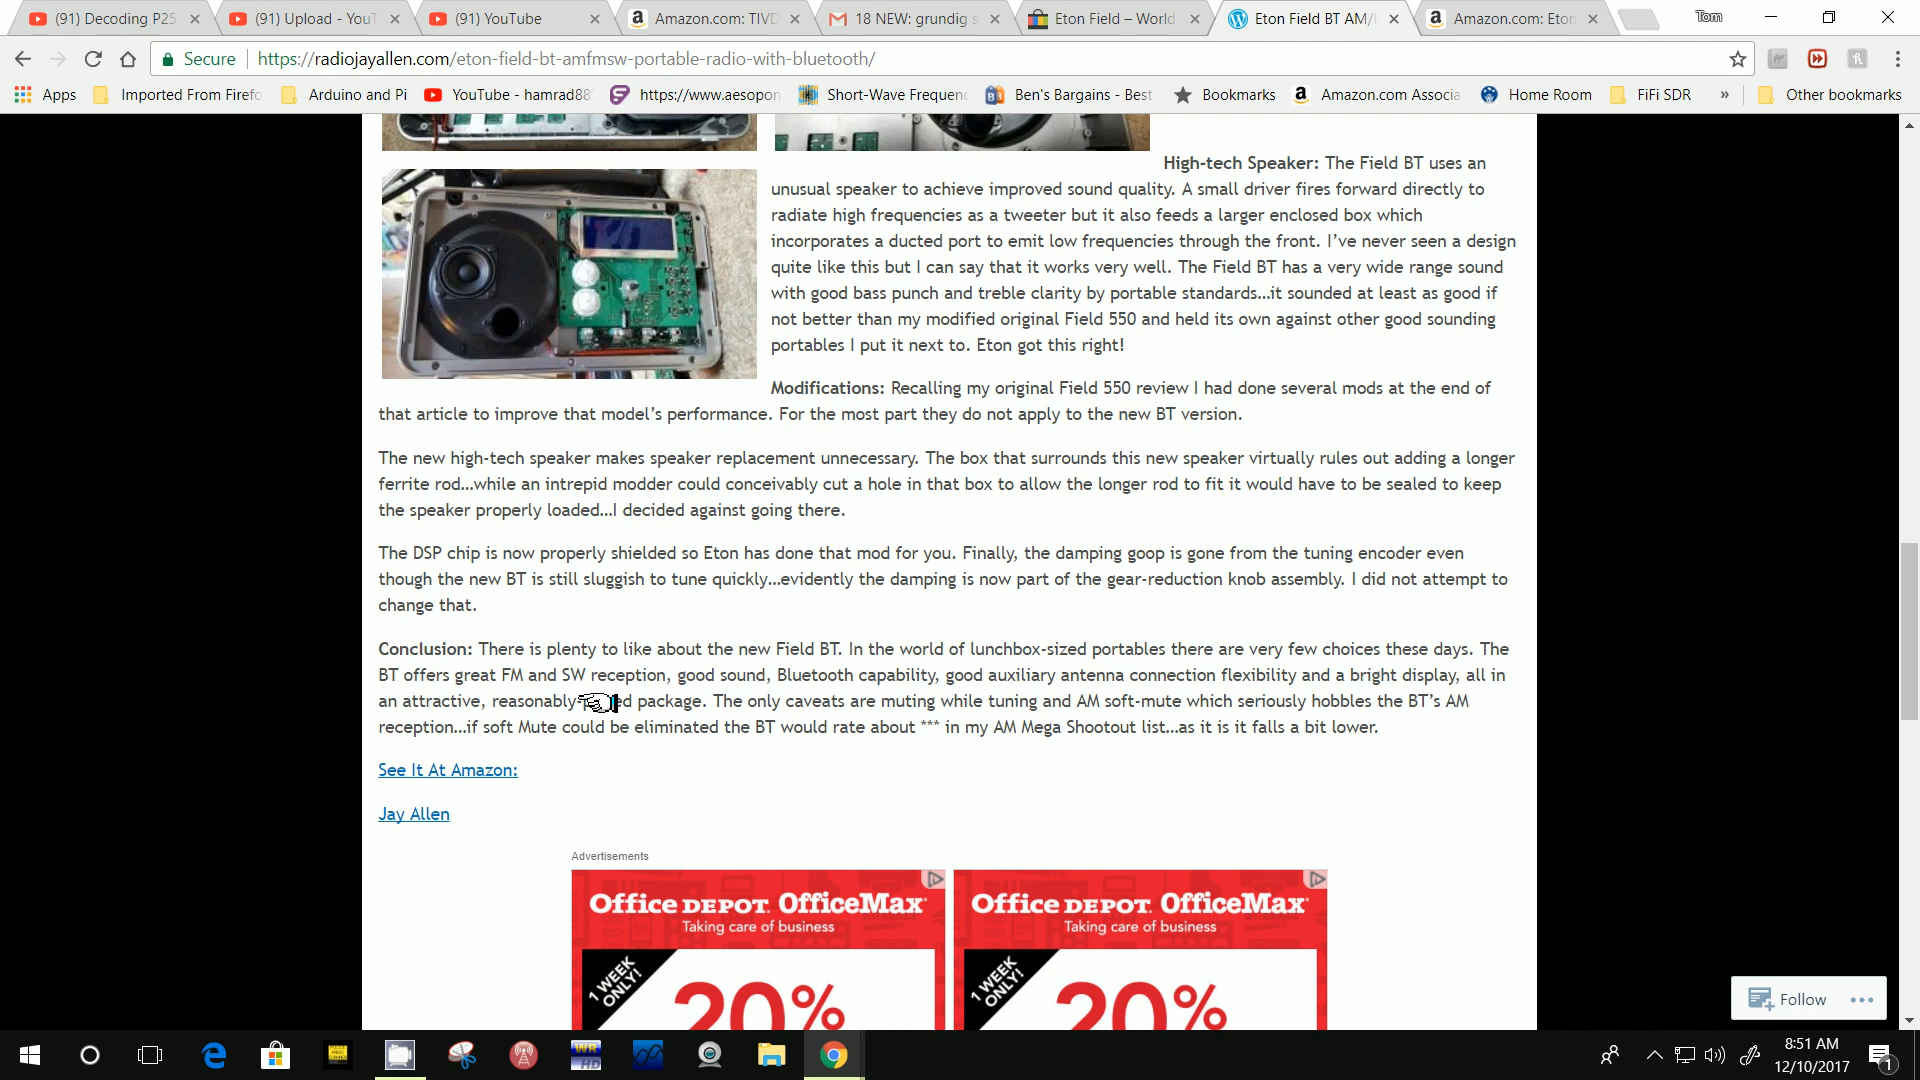 (91) Decoding P25
(91) Upload - YouT
(91) YouTube
Amazon.com: TIVD
18 NEW: grundig s
Eton Field – World
Eton Field BT AM/F
Amazon.com: Eton
Tom
Secure
https://radiojayallen.com/eton-field-bt-amfmsw-portable-radio-with-bluetooth/
Apps
Imported From Firefo
Arduino and Pi
YouTube - hamrad88
https://www.aesopon
Short-Wave Frequenc
Ben's Bargains - Best
Bookmarks
Amazon.com Associa
Home Room
FiFi SDR
»
Other bookmarks
High-tech Speaker: The Field BT uses an
unusual speaker to achieve improved sound quality. A small driver fires forward directly to
radiate high frequencies as a tweeter but it also feeds a larger enclosed box which
incorporates a ducted port to emit low frequencies through the front. I’ve never seen a design
quite like this but I can say that it works very well. The Field BT has a very wide range sound
with good bass punch and treble clarity by portable standards…it sounded at least as good if
not better than my modified original Field 550 and held its own against other good sounding
portables I put it next to. Eton got this right!
Modifications: Recalling my original Field 550 review I had done several mods at the end of
that article to improve that model’s performance. For the most part they do not apply to the new BT version.
The new high-tech speaker makes speaker replacement unnecessary. The box that surrounds this new speaker virtually rules out adding a longer
ferrite rod…while an intrepid modder could conceivably cut a hole in that box to allow the longer rod to fit it would have to be sealed to keep
the speaker properly loaded…I decided against going there.
The DSP chip is now properly shielded so Eton has done that mod for you. Finally, the damping goop is gone from the tuning encoder even
though the new BT is still sluggish to tune quickly…evidently the damping is now part of the gear-reduction knob assembly. I did not attempt to
change that.
Conclusion: There is plenty to like about the new Field BT. In the world of lunchbox-sized portables there are very few choices these days. The
BT offers great FM and SW reception, good sound, Bluetooth capability, good auxiliary antenna connection flexibility and a bright display, all in
an attractive, reasonably package. The only caveats are muting while tuning and AM soft-mute which seriously hobbles the BT’s AM
reception…if soft Mute could be eliminated the BT would rate about *** in my AM Mega Shootout list…as it is it falls a bit lower.
See It At Amazon:
Jay Allen
Advertisements
Office DEPOT. OfficeMax
Taking care of business
1 WEEK ONLY!
20%
Office DEPOT. OfficeMax
Taking care of business
1 WEEK ONLY!
20%
Follow
8:51 AM
12/10/2017
1